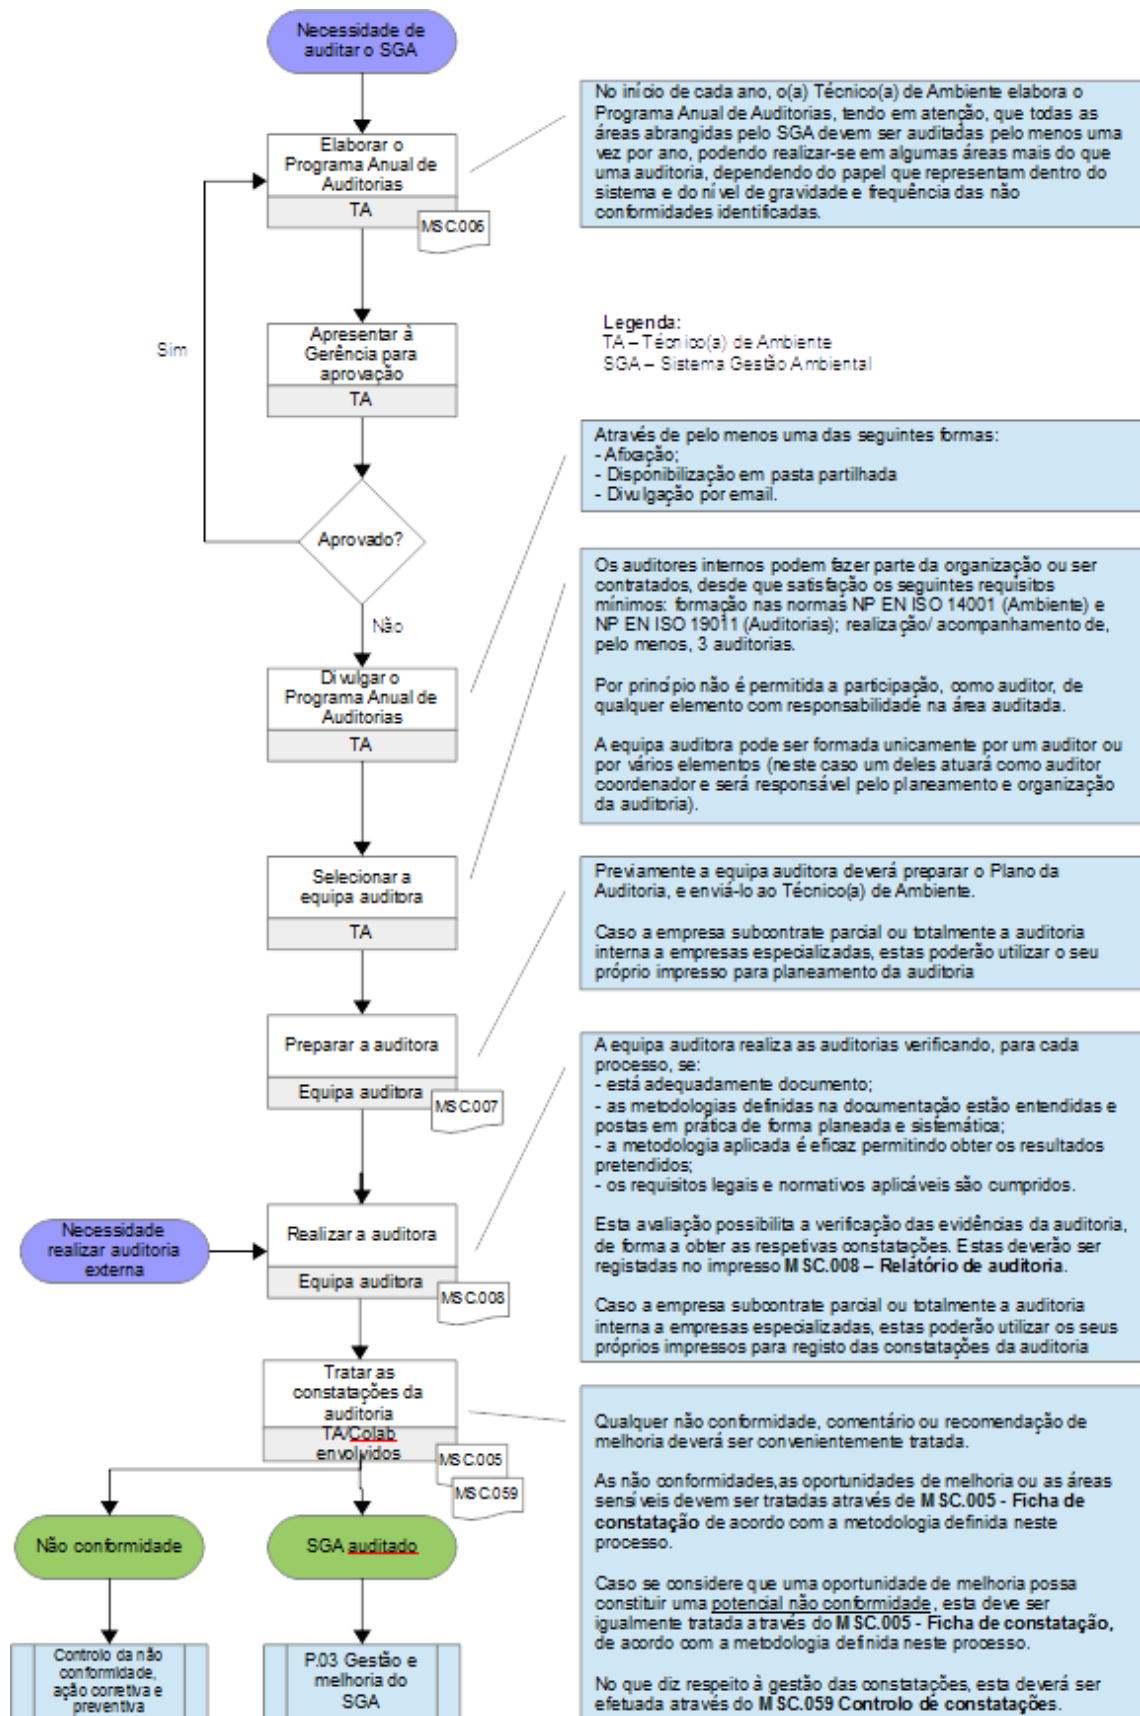 Necessidade de
auditar o SGA
No início de cada ano, o(a) Técnico(a) de Ambiente elabora o
Programa Anual de Auditorias, tendo em atenção, que todas as
áreas abrangidas pelo SGA devem ser auditadas pelo menos uma
vez por ano, podendo realizar-se em algumas áreas mais do que
uma auditoria, dependendo do papel que representam dentro do
sistema e do nível de gravidade e frequência das não
conformidades identificadas.
Elaborar o
Programa Anual de
Auditorias
TA
MSC.006
Sim
Apresentar à
Gerência para
aprovação
TA
Legenda:
TA – Técnico(a) de Ambiente
SGA – Sistema Gestão Ambiental
Através de pelo menos uma das seguintes formas:
- Afixação;
- Disponibilização em pasta partilhada
- Divulgação por email.
Aprovado?
Não
Os auditores internos podem fazer parte da organização ou ser
contratados, desde que satisfação os seguintes requisitos
mínimos: formação nas normas NP EN ISO 14001 (Ambiente) e
NP EN ISO 19011 (Auditorias); realização/ acompanhamento de,
pelo menos, 3 auditorias.
Por princípio não é permitida a participação, como auditor, de
qualquer elemento com responsabilidade na área auditada.
A equipa auditora pode ser formada unicamente por um auditor ou
por vários elementos (neste caso um deles atuará como auditor
coordenador e será responsável pelo planeamento e organização
da auditoria).
Divulgar o
Programa Anual de
Auditorias
TA
Selecionar a
equipa auditora
TA
Previamente a equipa auditora deverá preparar o Plano da
Auditoria, e enviá-lo ao Técnico(a) de Ambiente.
Caso a empresa subcontrate parcial ou totalmente a auditoria
interna a empresas especializadas, estas poderão utilizar o seu
próprio impresso para planeamento da auditoria
Preparar a auditora
Equipa auditora
MSC.007
A equipa auditora realiza as auditorias verificando, para cada
processo, se:
- está adequadamente documento;
- as metodologias definidas na documentação estão entendidas e
postas em prática de forma planeada e sistemática;
- a metodologia aplicada é eficaz permitindo obter os resultados
pretendidos;
- os requisitos legais e normativos aplicáveis são cumpridos.
Esta avaliação possibilita a verificação das evidências da auditoria,
de forma a obter as respetivas constatações. Estas deverão ser
registadas no impresso MSC.008 – Relatório de auditoria.
Caso a empresa subcontrate parcial ou totalmente a auditoria
interna a empresas especializadas, estas poderão utilizar os seus
próprios impressos para registo das constatações da auditoria
Necessidade
realizar auditoria
externa
Realizar a auditora
Equipa auditora
MSC.008
Tratar as
constatações da
auditoria
TA/Colab
envolvidos
MSC.005
MSC.059
Qualquer não conformidade, comentário ou recomendação de
melhoria deverá ser convenientemente tratada.
As não conformidades,as oportunidades de melhoria ou as áreas
sensíveis devem ser tratadas através de MSC.005 - Ficha de
constatação de acordo com a metodologia definida neste
processo.
Caso se considere que uma oportunidade de melhoria possa
constituir uma potencial não conformidade, esta deve ser
igualmente tratada através do MSC.005 - Ficha de constatação,
de acordo com a metodologia definida neste processo.
No que diz respeito à gestão das constatações, esta deverá ser
efetuada através do MSC.059 Controlo de constatações.
Não conformidade
SGA auditado
Controlo da não
conformidade,
ação corretiva e
preventiva
P.03 Gestão e
melhoria do
SGA